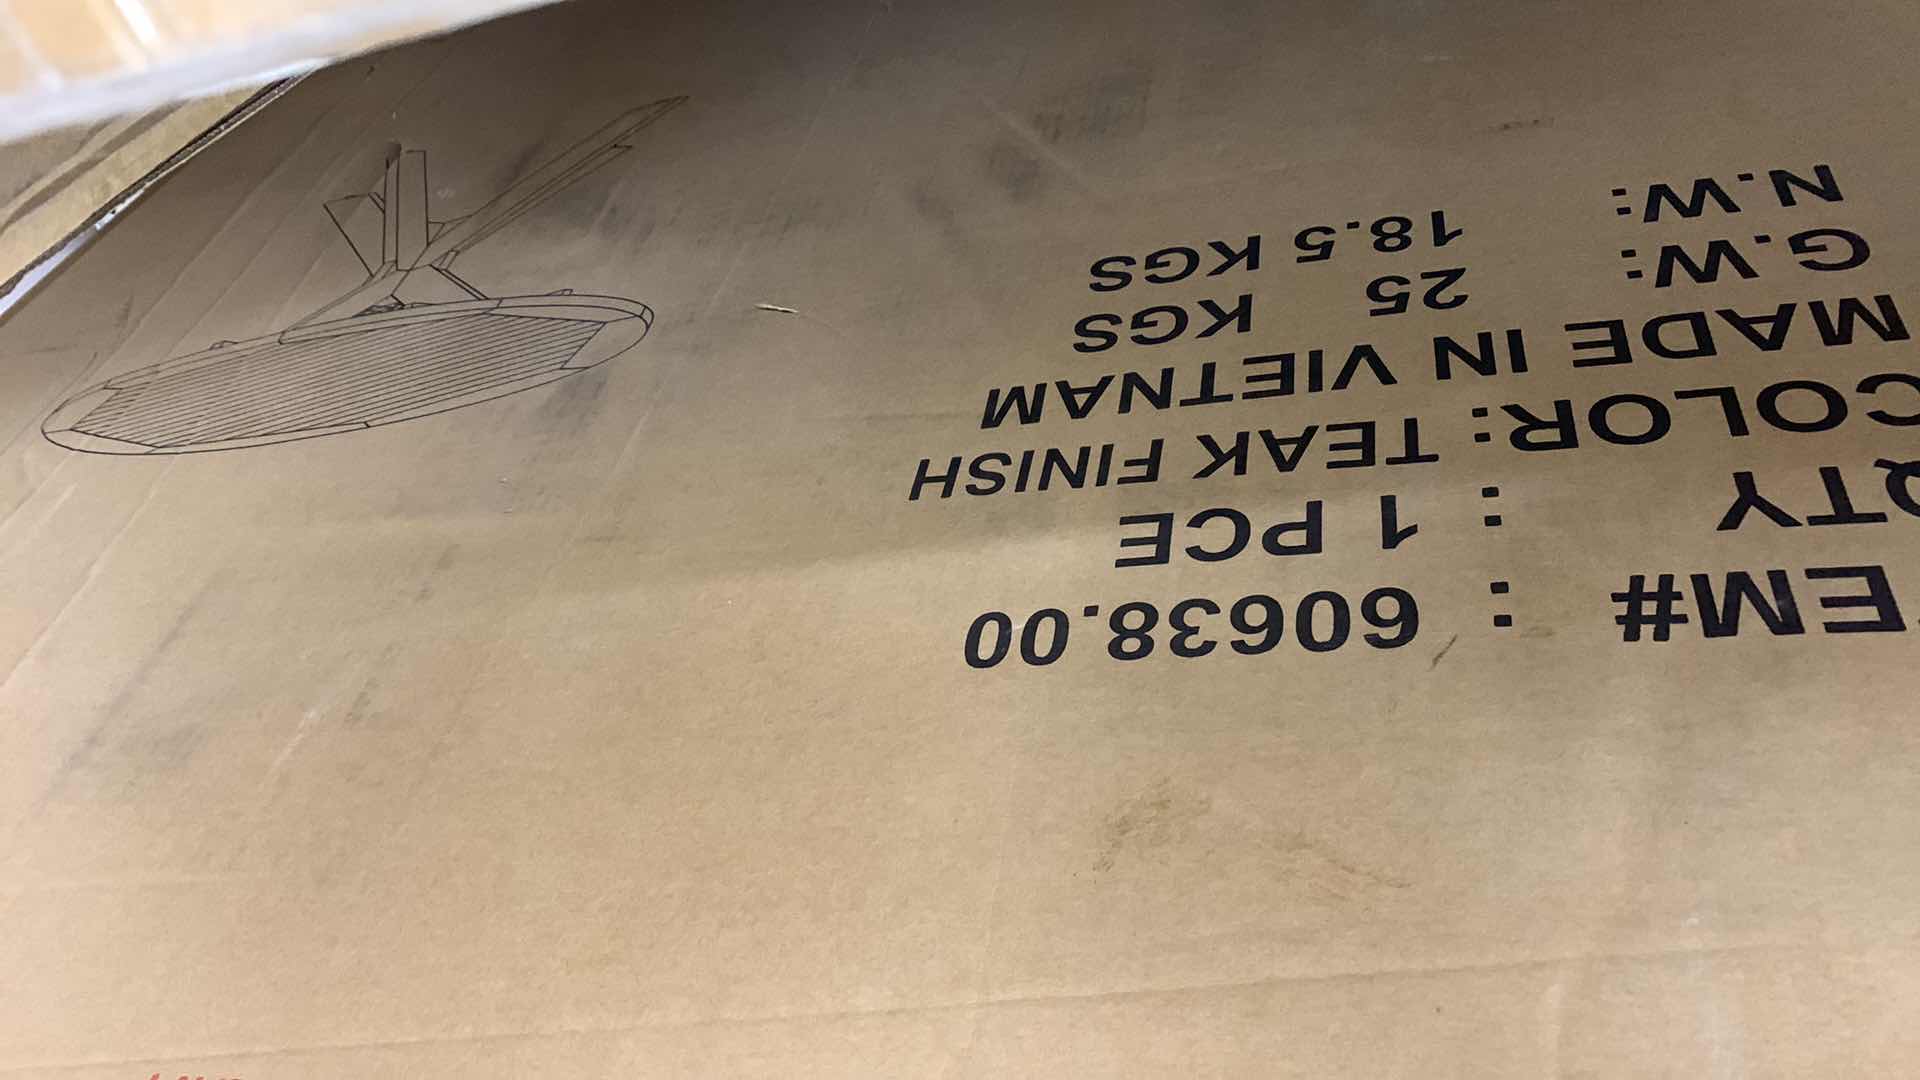 EM# : 60638.00
QTY : 1 PCE
COLOR: TEAK FINISH
MADE IN VIETNAM
G.W: 25 KGS
N.W: 18.5 KGS